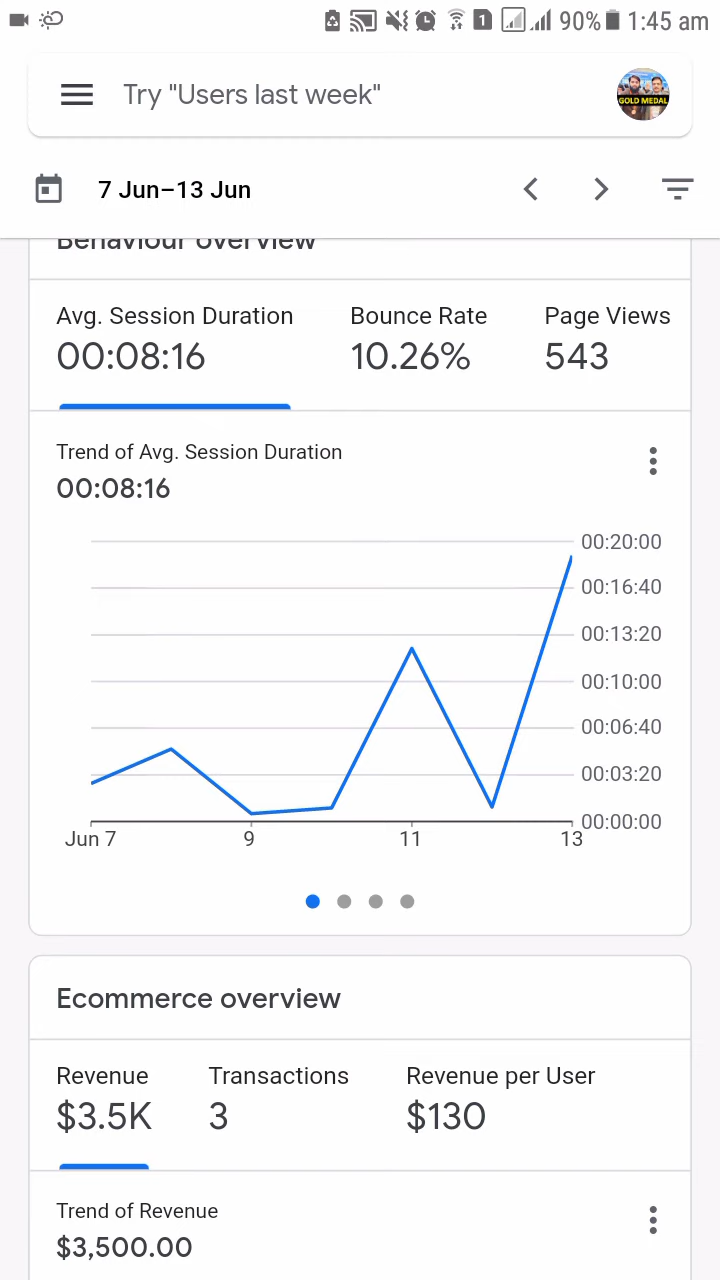 1 90% 1:45 am
Try "Users last week"
GOLD MEDAL
7 Jun–13 Jun
Behaviour overview
Avg. Session Duration Bounce Rate Page Views
00:08:16 10.26% 543
Trend of Avg. Session Duration
00:08:16
00:20:00
00:16:40
00:13:20
00:10:00
00:06:40
00:03:20
00:00:00
Jun 7 9 11 13
Ecommerce overview
Revenue Transactions Revenue per User
$3.5K 3 $130
Trend of Revenue
$3,500.00